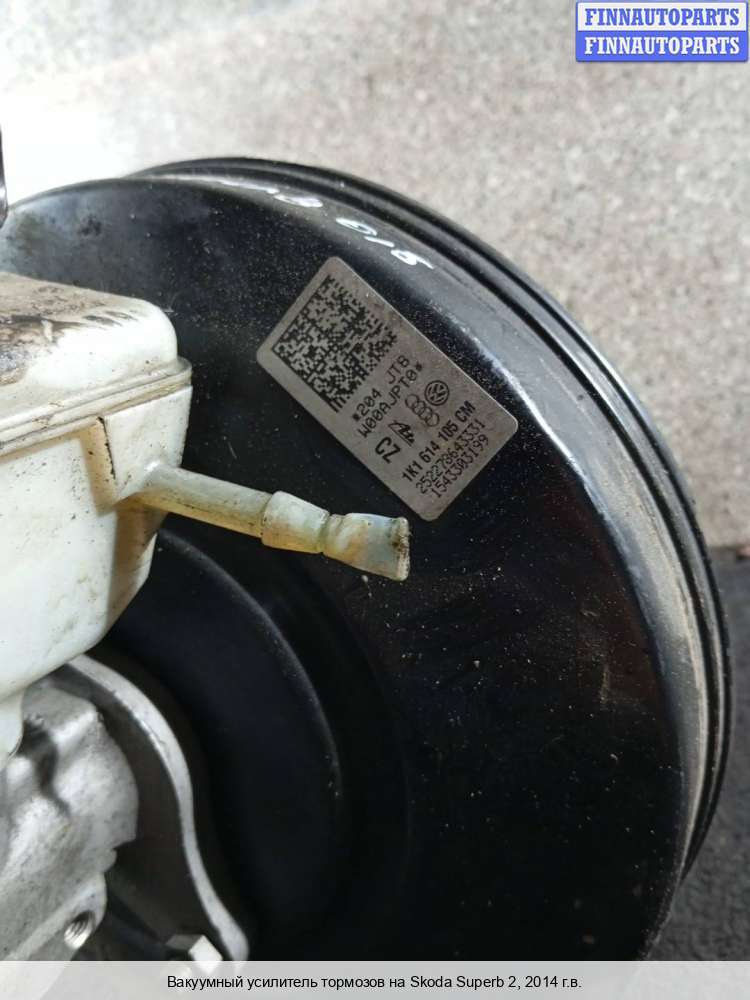 FINNAUTOPARTS
FINNAUTOPARTS
*204 JTB
W00AJPT0*
CZ
1K1 614 105 CM
252278643331
1543303199
Вакуумный усилитель тормозов на Skoda Superb 2, 2014 г.в.